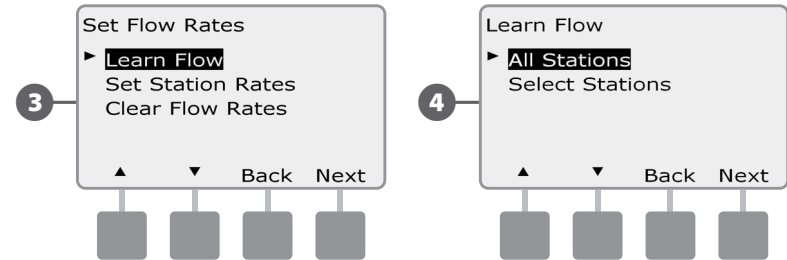 3
Set Flow Rates
► Learn Flow
Set Station Rates
Clear Flow Rates
▲ ▼ Back Next
4
Learn Flow
► All Stations
Select Stations
▲ ▼ Back Next